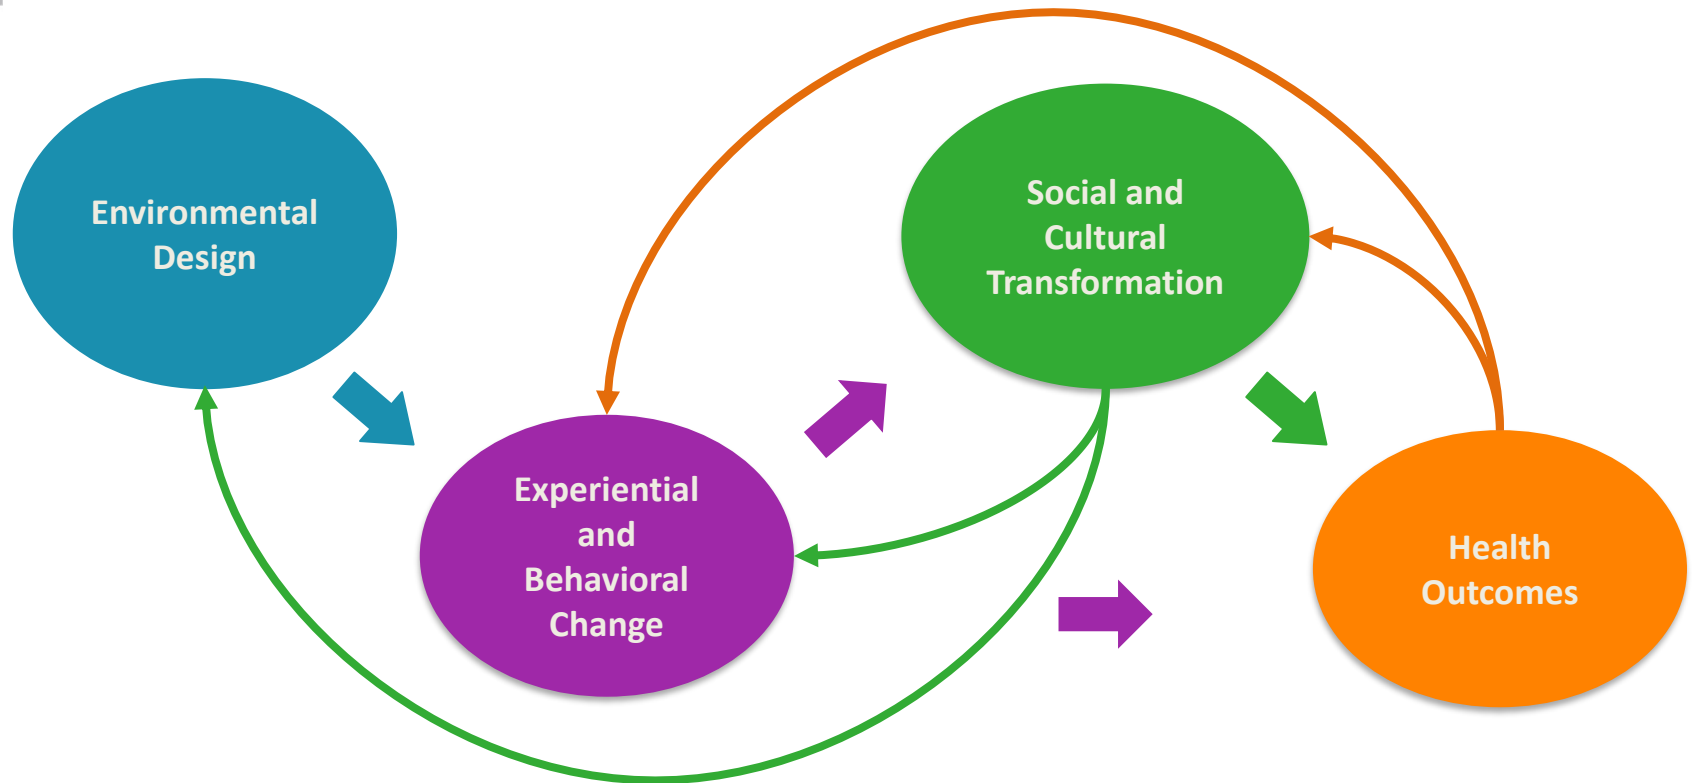 Environmental
Design
Social and
Cultural
Transformation
Experiential
and
Behavioral
Change
Health
Outcomes